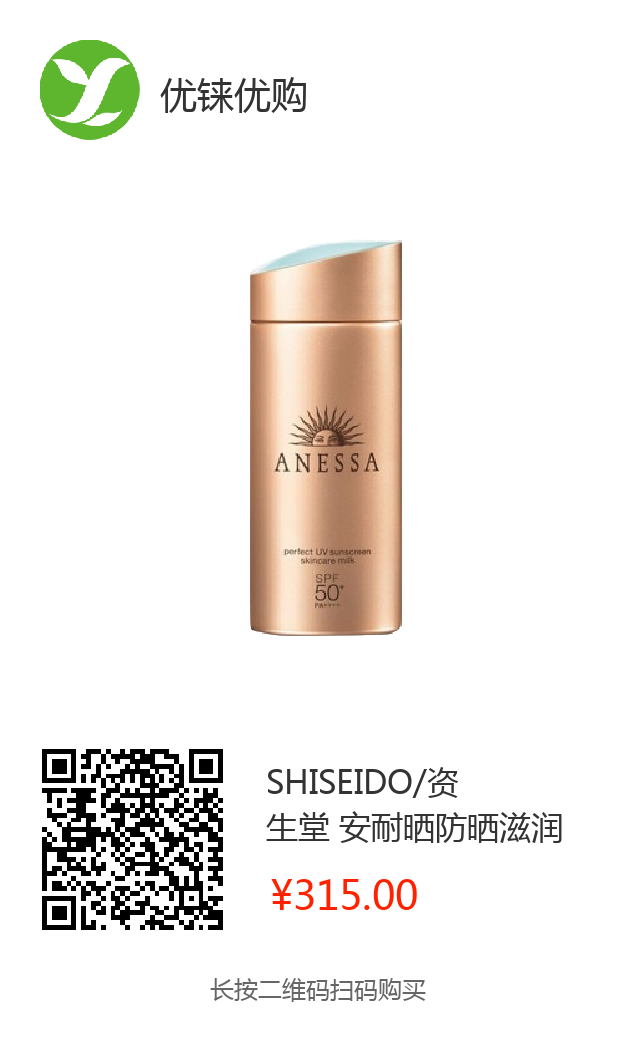 优铼优购
ANESSA
perfect UV sunscreen
skincare milk
SPF
50+
PA++++
SHISEIDO/资
生堂 安耐晒防晒滋润
¥315.00
长按二维码扫码购买